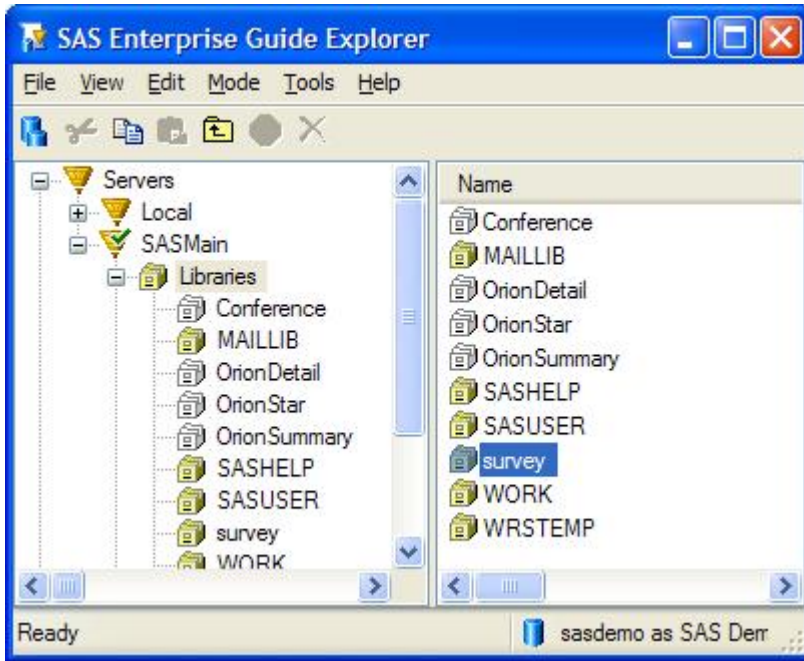 SAS Enterprise Guide Explorer
File View Edit Mode Tools Help
Servers
Local
SASMain
Libraries
Conference
MAILLIB
OrionDetail
OrionStar
OrionSummary
SASHELP
SASUSER
survey
WORK
Name
Conference
MAILLIB
OrionDetail
OrionStar
OrionSummary
SASHELP
SASUSER
survey
WORK
WRSTEMP
Ready
sasdemo as SAS Dem